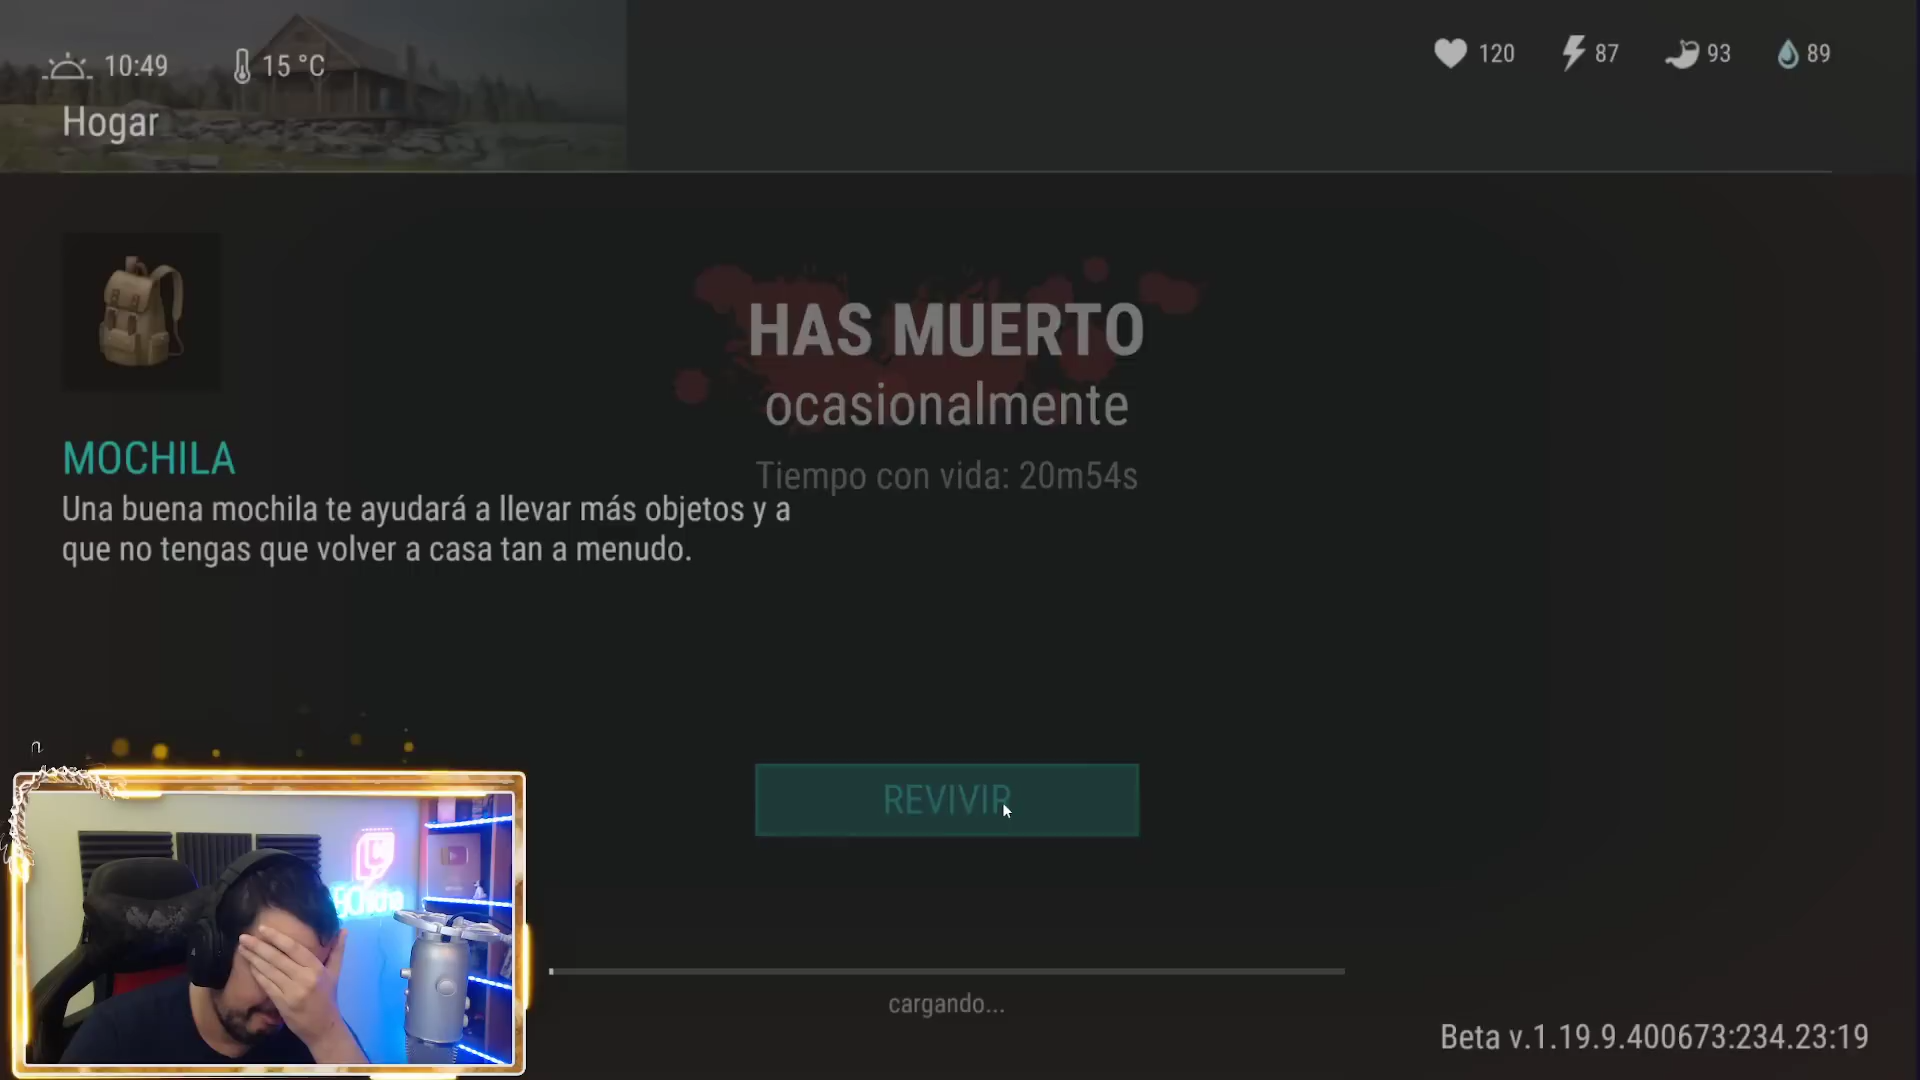 10:49
15 °C
Hogar
120
87
93
89
HAS MUERTO
ocasionalmente
Tiempo con vida: 20m54s
MOCHILA
Una buena mochila te ayudará a llevar más objetos y a
que no tengas que volver a casa tan a menudo.
REVIVIR
cargando...
Beta v.1.19.9.400673:234.23:19